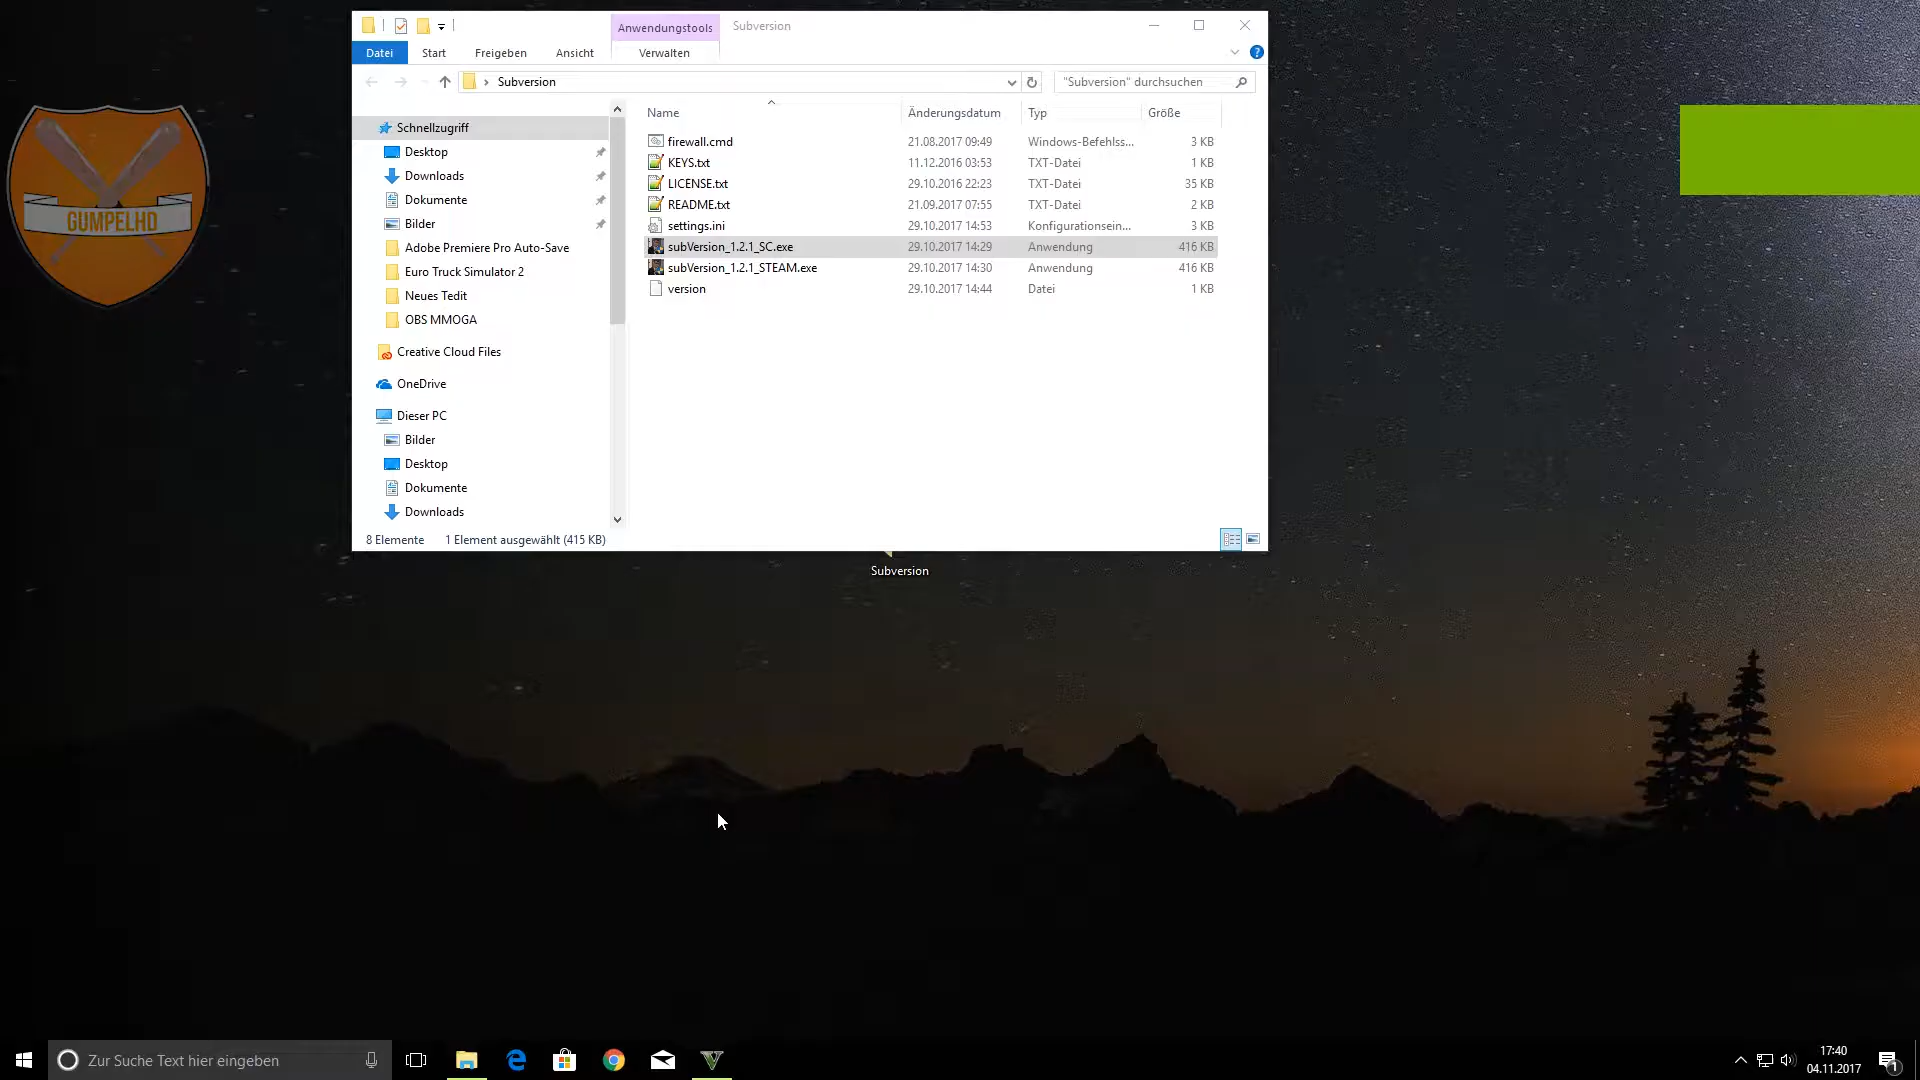 Anwendungstools
Subversion
Datei
Start
Freigeben
Ansicht
Verwalten
Subversion
"Subversion" durchsuchen
Name
Änderungsdatum
Typ
Größe
Schnellzugriff
Desktop
Downloads
Dokumente
Bilder
Adobe Premiere Pro Auto-Save
Euro Truck Simulator 2
Neues Tedit
OBS MMOGA
Creative Cloud Files
OneDrive
Dieser PC
Bilder
Desktop
Dokumente
Downloads
firewall.cmd 21.08.2017 09:49 Windows-Befehlss... 3 KB
KEYS.txt 11.12.2016 03:53 TXT-Datei 1 KB
LICENSE.txt 29.10.2016 22:23 TXT-Datei 35 KB
README.txt 21.09.2017 07:55 TXT-Datei 2 KB
settings.ini 29.10.2017 14:53 Konfigurationsein... 3 KB
subVersion_1.2.1_SC.exe 29.10.2017 14:29 Anwendung 416 KB
subVersion_1.2.1_STEAM.exe 29.10.2017 14:30 Anwendung 416 KB
version 29.10.2017 14:44 Datei 1 KB
8 Elemente 1 Element ausgewählt (415 KB)
GUMPELHD
Subversion
Zur Suche Text hier eingeben
17:40
04.11.2017
1